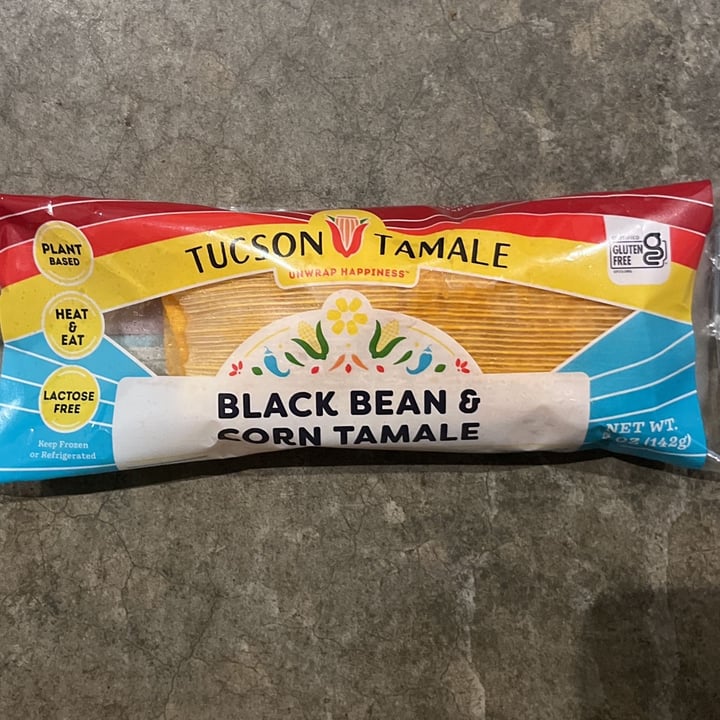 TUCSON TAMALE
UNWRAP HAPPINESS™
PLANT
BASED
HEAT
&
EAT
LACTOSE
FREE
Keep Frozen
or Refrigerated
GLUTEN
FREE
BLACK BEAN &
CORN TAMALE
NET WT.
OZ (142g)